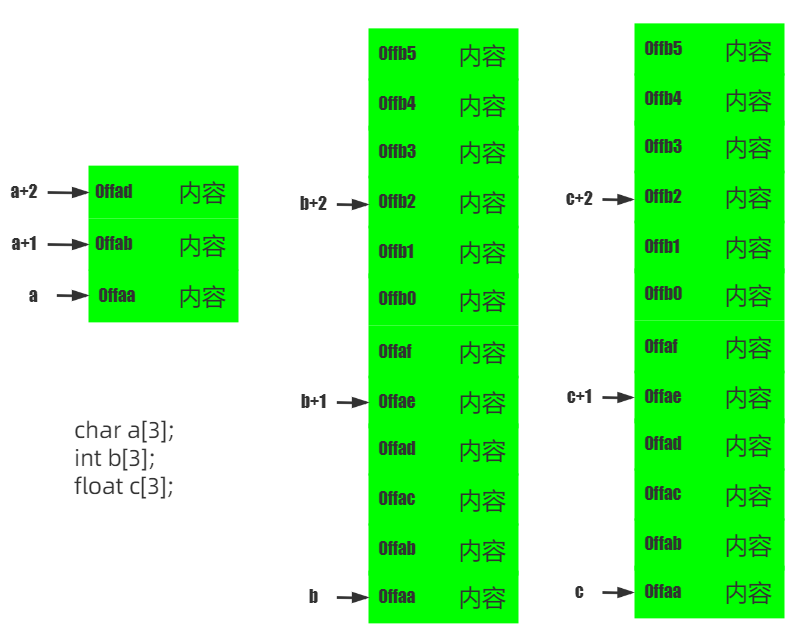 a+2 0ffad 内容
a+1 0ffab 内容
a 0ffaa 内容
char a[3];
int b[3];
float c[3];
0ffb5 内容
0ffb4 内容
0ffb3 内容
b+2 0ffb2 内容
0ffb1 内容
0ffb0 内容
0ffaf 内容
b+1 0ffae 内容
0ffad 内容
0ffac 内容
0ffab 内容
b 0ffaa 内容
0ffb5 内容
0ffb4 内容
0ffb3 内容
c+2 0ffb2 内容
0ffb1 内容
0ffb0 内容
0ffaf 内容
c+1 0ffae 内容
0ffad 内容
0ffac 内容
0ffab 内容
c 0ffaa 内容